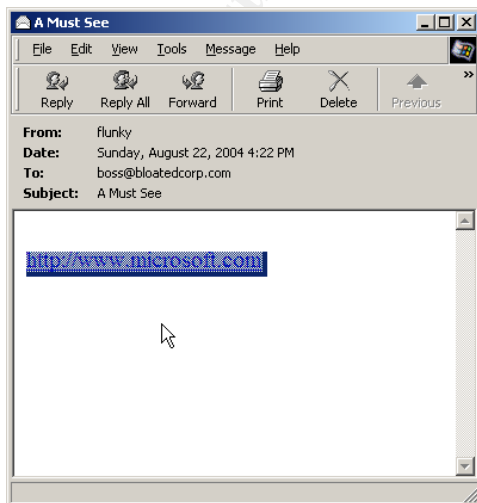 A Must See
File Edit View Tools Message Help
Reply Reply All Forward Print Delete Previous »
From: flunky
Date: Sunday, August 22, 2004 4:22 PM
To: boss@bloatedcorp.com
Subject: A Must See
http://www.microsoft.com